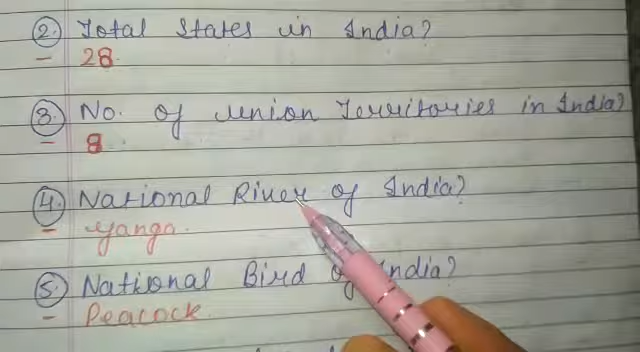 2. Total States in India?
- 28
3. No. of Union Territories in India?
- 8.
4. National River of India?
- Ganga.
5. National Bird of India?
- Peacock.